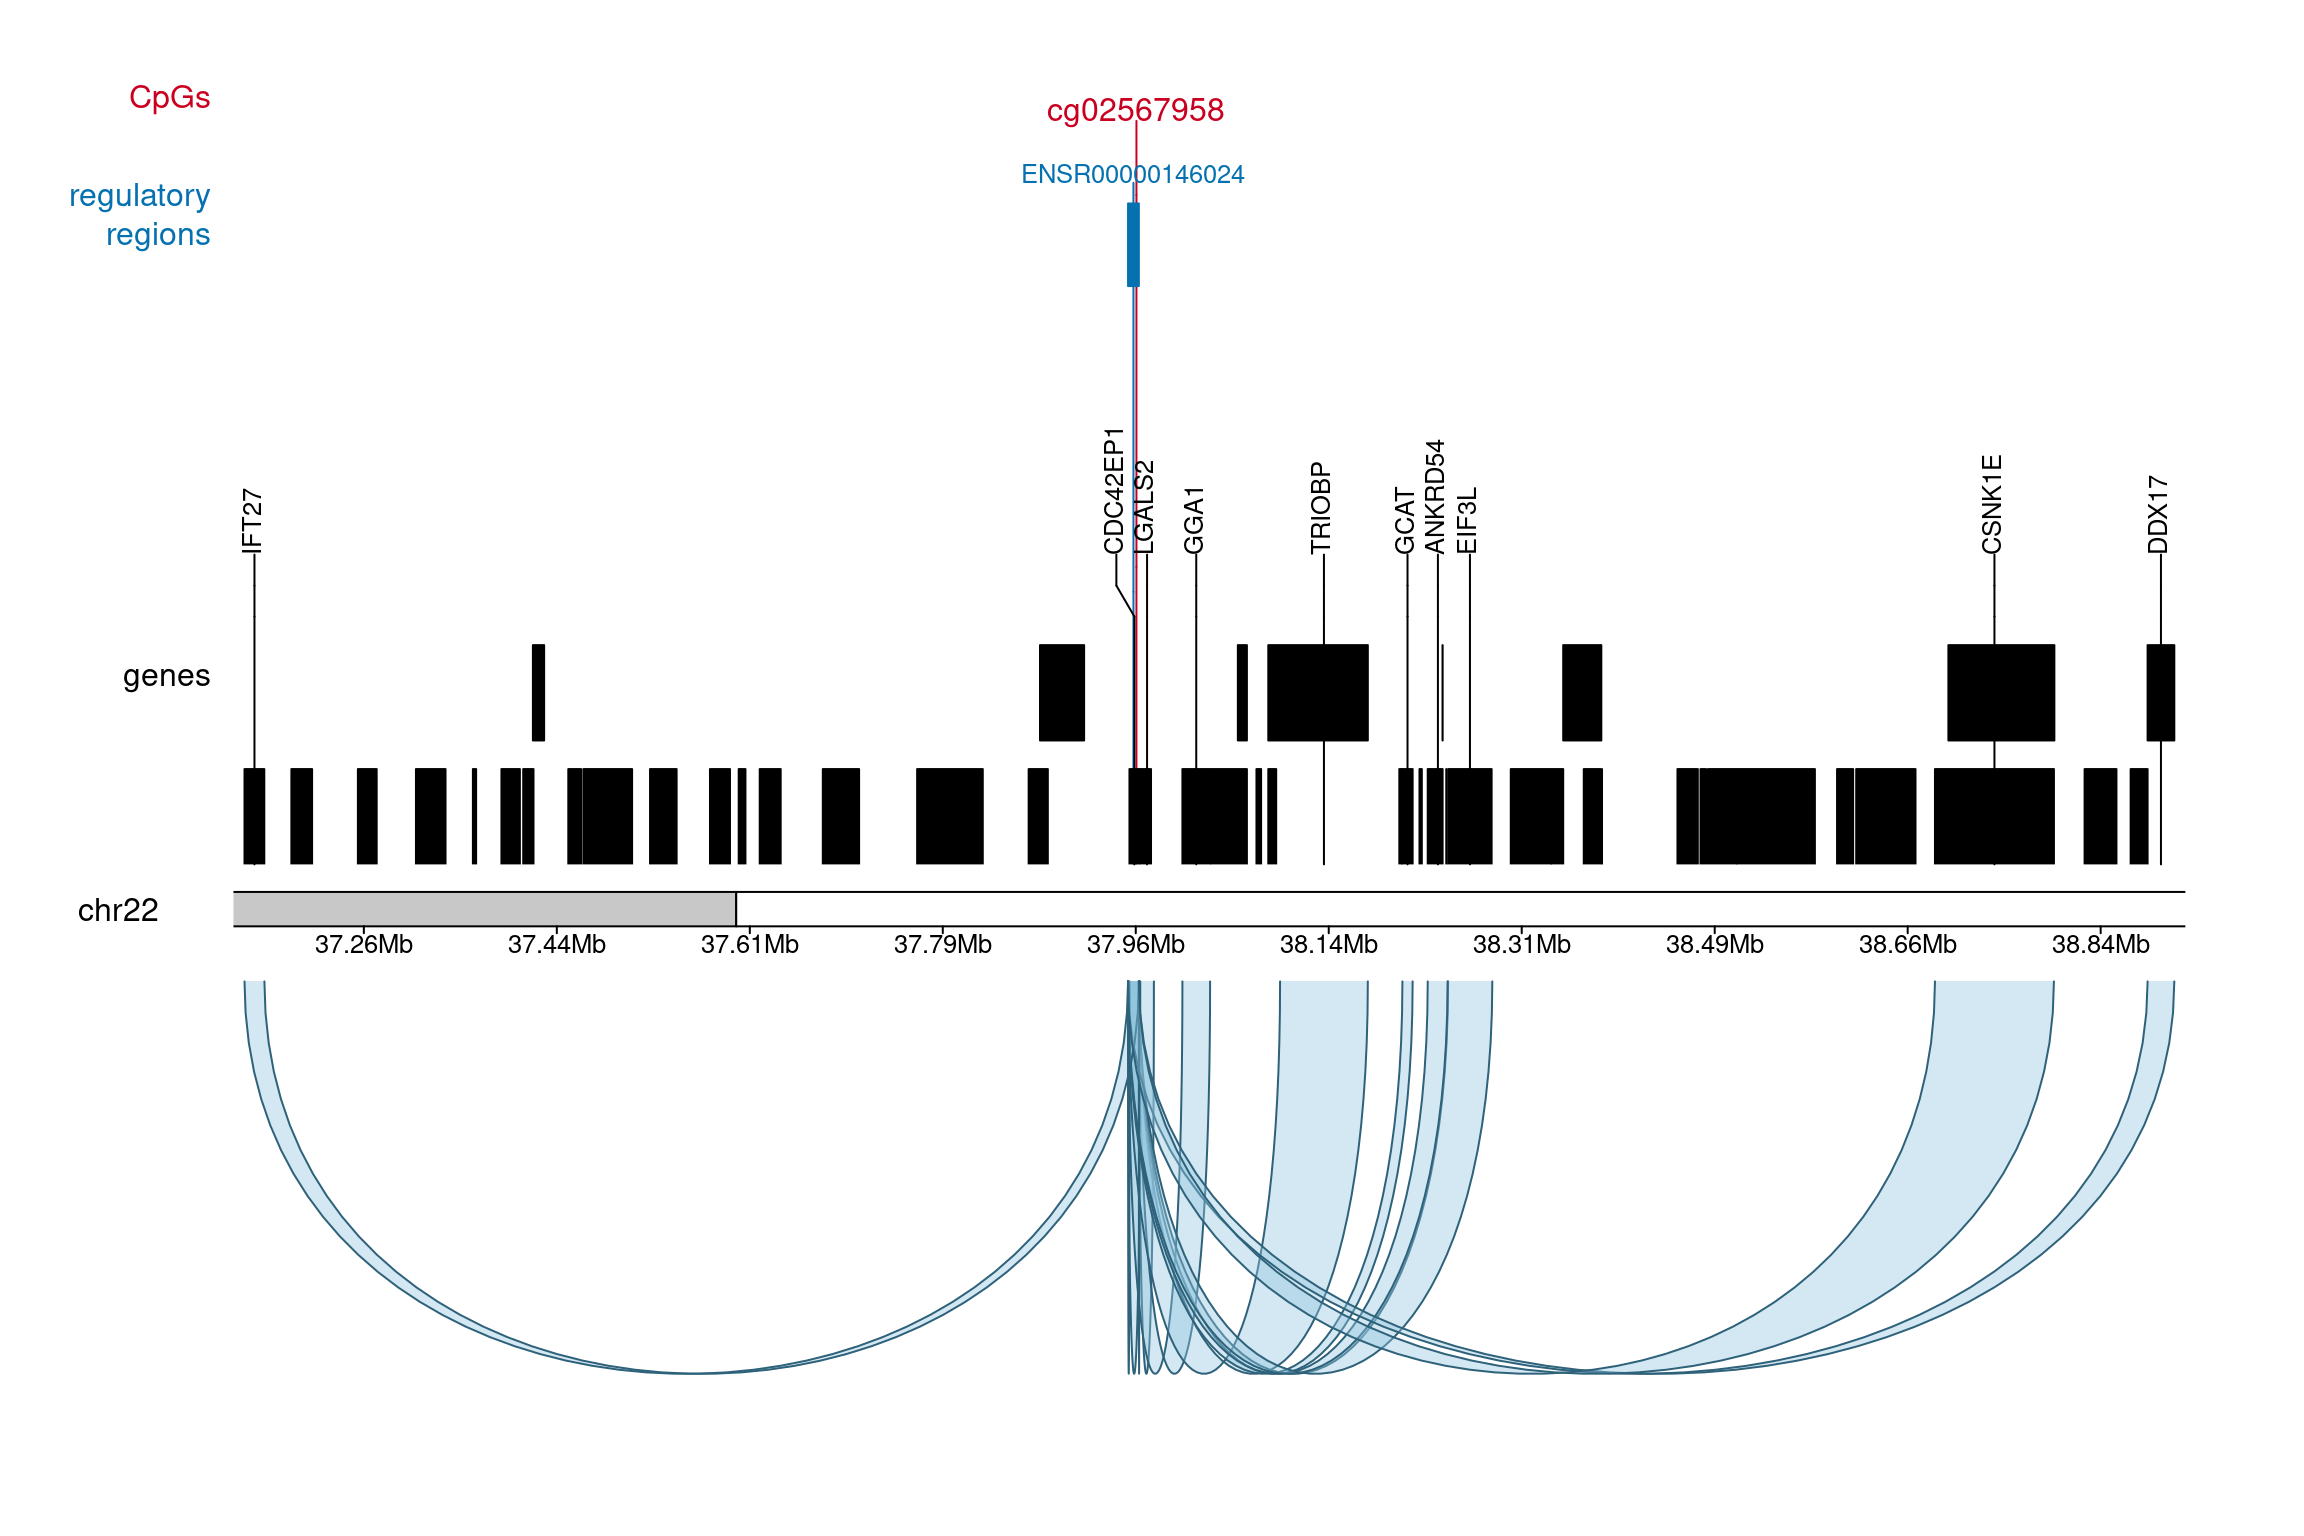 CpGs
cg02567958
ENSR00000146024
regulatory
regions
IFT27
CDC42EP1
LGALS2
GGA1
TRIOBP
GCAT
ANKRD54
EIF3L
CSNK1E
DDX17
genes
chr22
37.26Mb 37.44Mb 37.61Mb 37.79Mb 37.96Mb 38.14Mb 38.31Mb 38.49Mb 38.66Mb 38.84Mb